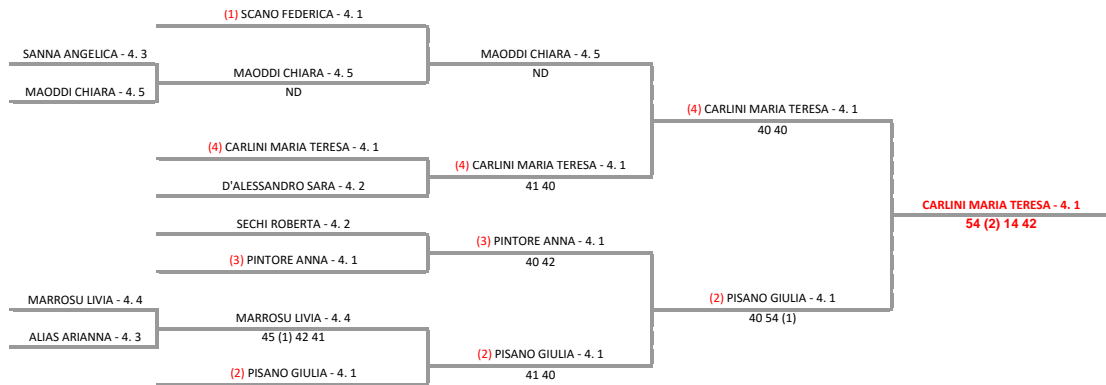 (1) SCANO FEDERICA - 4. 1
SANNA ANGELICA - 4. 3
MAODDI CHIARA - 4. 5
MAODDI CHIARA - 4. 5
ND
MAODDI CHIARA - 4. 5
ND
(4) CARLINI MARIA TERESA - 4. 1
40 40
(4) CARLINI MARIA TERESA - 4. 1
(4) CARLINI MARIA TERESA - 4. 1
41 40
D'ALESSANDRO SARA - 4. 2
CARLINI MARIA TERESA - 4. 1
54 (2) 14 42
SECHI ROBERTA - 4. 2
(3) PINTORE ANNA - 4. 1
40 42
(3) PINTORE ANNA - 4. 1
MARROSU LIVIA - 4. 4
(2) PISANO GIULIA - 4. 1
40 54 (1)
MARROSU LIVIA - 4. 4
45 (1) 42 41
ALIAS ARIANNA - 4. 3
(2) PISANO GIULIA - 4. 1
41 40
(2) PISANO GIULIA - 4. 1